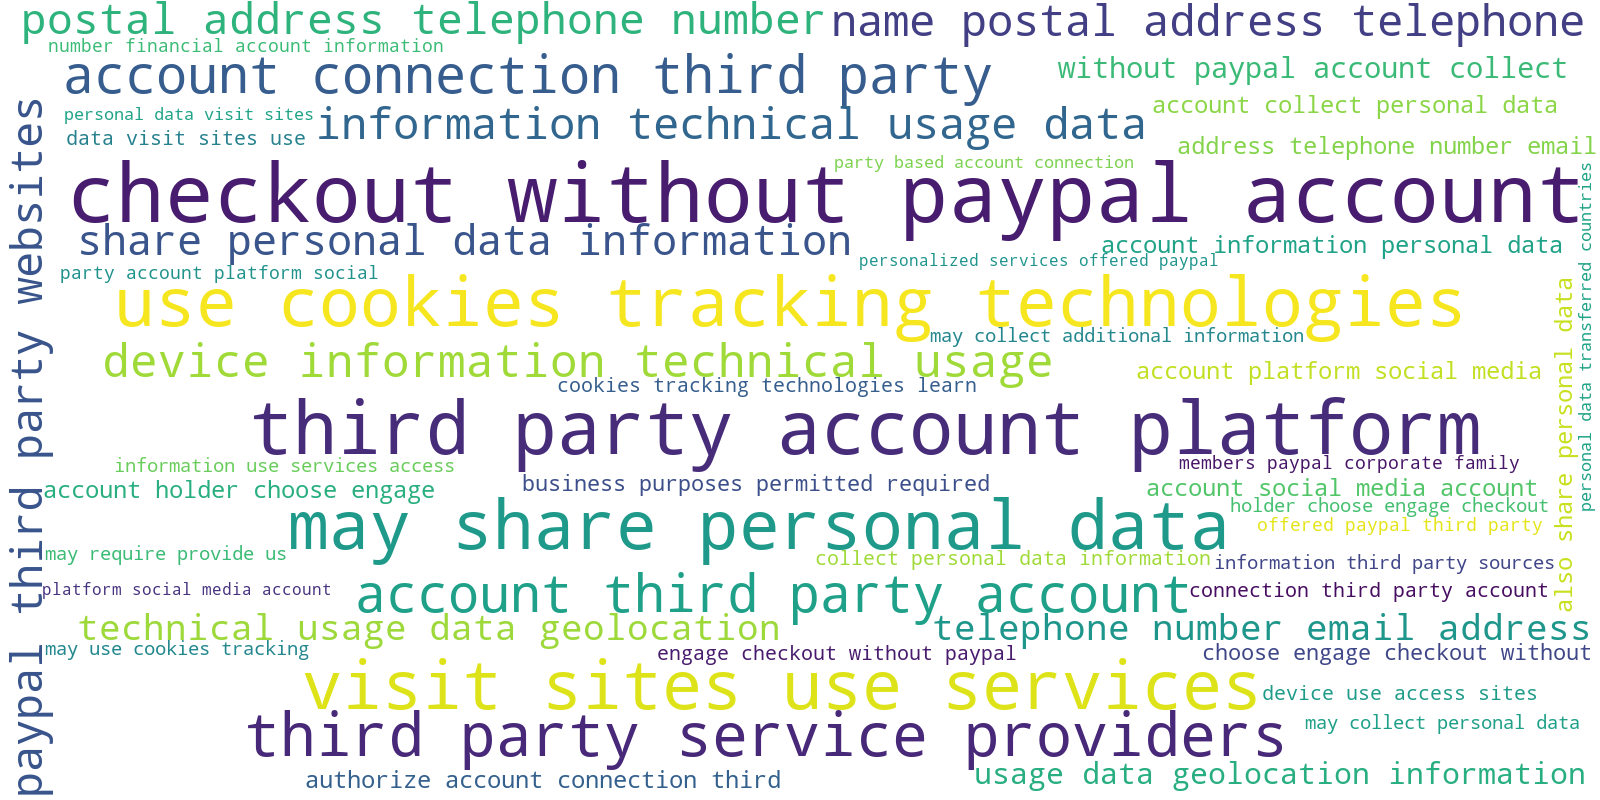 postal address telephone number
name postal address telephone
number financial account information
account connection third party
without paypal account collect
personal data visit sites
information technical usage data
account collect personal data
data visit sites use
address telephone number email
party based account connection
checkout without paypal account
share personal data information
account information personal data
personalized services offered paypal
party account platform social
use cookies tracking technologies
may collect additional information
device information technical usage
cookies tracking technologies learn
account platform social media
third party account platform
information use services access
members paypal corporate family
account holder choose engage
business purposes permitted required
account social media account
may share personal data
holder choose engage checkout
offered paypal third party
may require provide us
collect personal data information
information third party sources
platform social media account
account third party account
connection third party account
technical usage data geolocation
telephone number email address
may use cookies tracking
engage checkout without paypal
choose engage checkout without
visit sites use services
device use access sites
third party service providers
may collect personal data
authorize account connection third
usage data geolocation information
paypal third party websites
also share personal data
personal data transferred countries